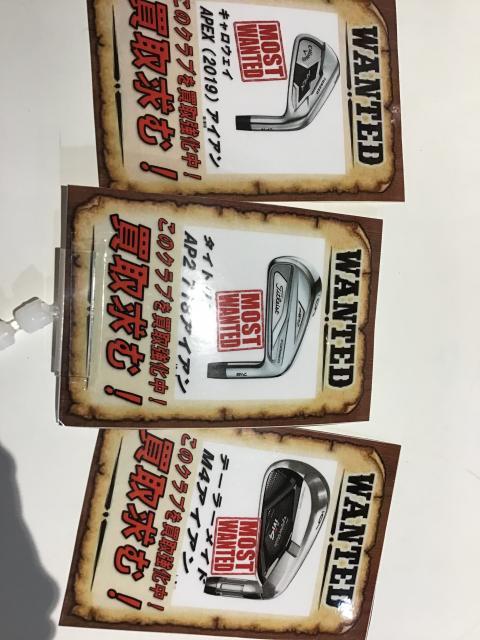 WANTED
MOST
WANTED
キャロウェイ
APEX(2019)アイアン
このクラブを買取強化中！
買取求む！
WANTED
Titleist
MOST
WANTED
タイト
AP2 718アイアン
このクラブを買取強化中！
買取求む！
WANTED
M4
MOST
WANTED
テーラーメイド
M4アイアン
このクラブを買取強化中！
買取求む！